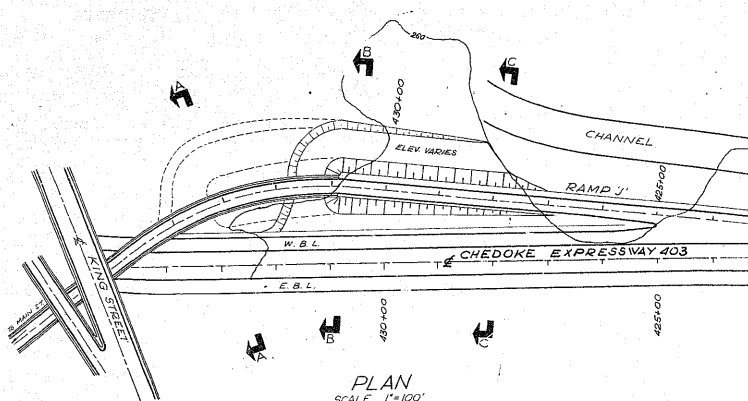 260
B
C
A
430+00
CHANNEL
ELEV. VARIES
RAMP 'J'
425+00
W.B.L.
℄ CHEDOKE EXPRESSWAY 403
℄ KING STREET
E.B.L.
TO MAIN ST.
430+00
425+00
A
B
C
PLAN
SCALE 1"=100'